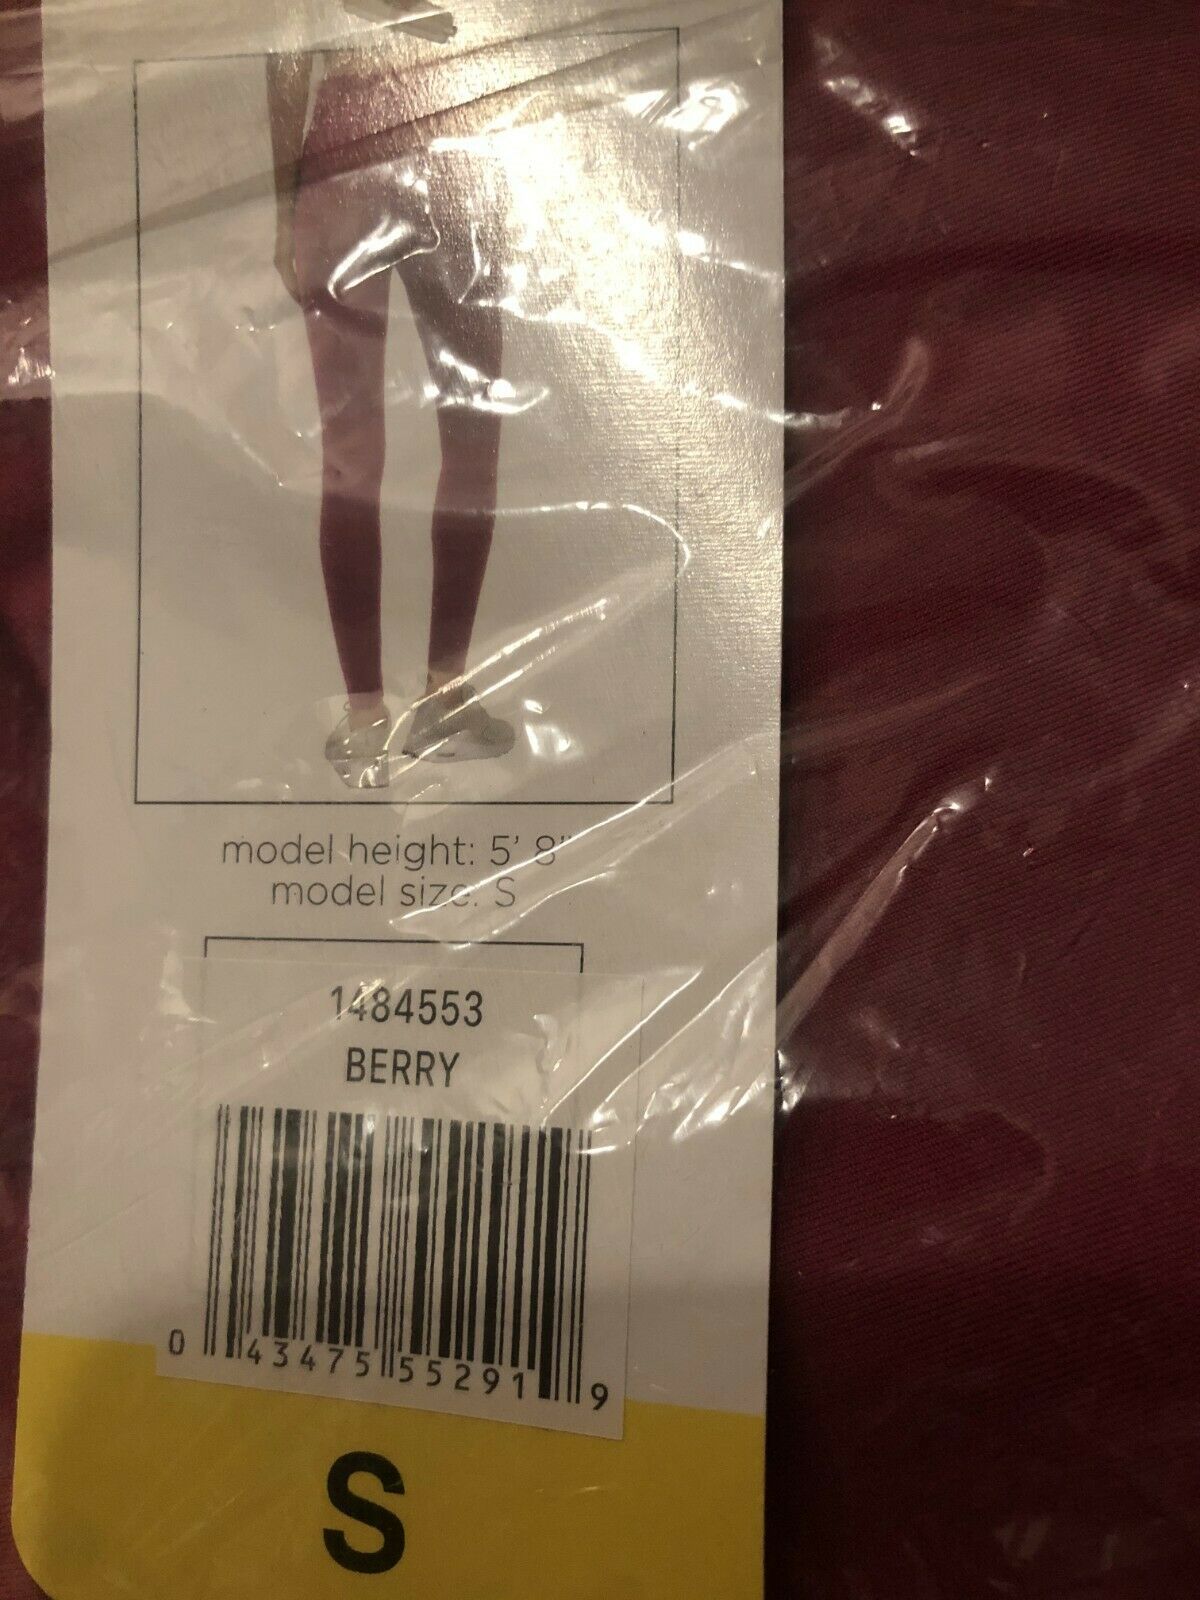 model height: 5' 8"
model size: S
1484553
BERRY
0 43475 55291 9
S